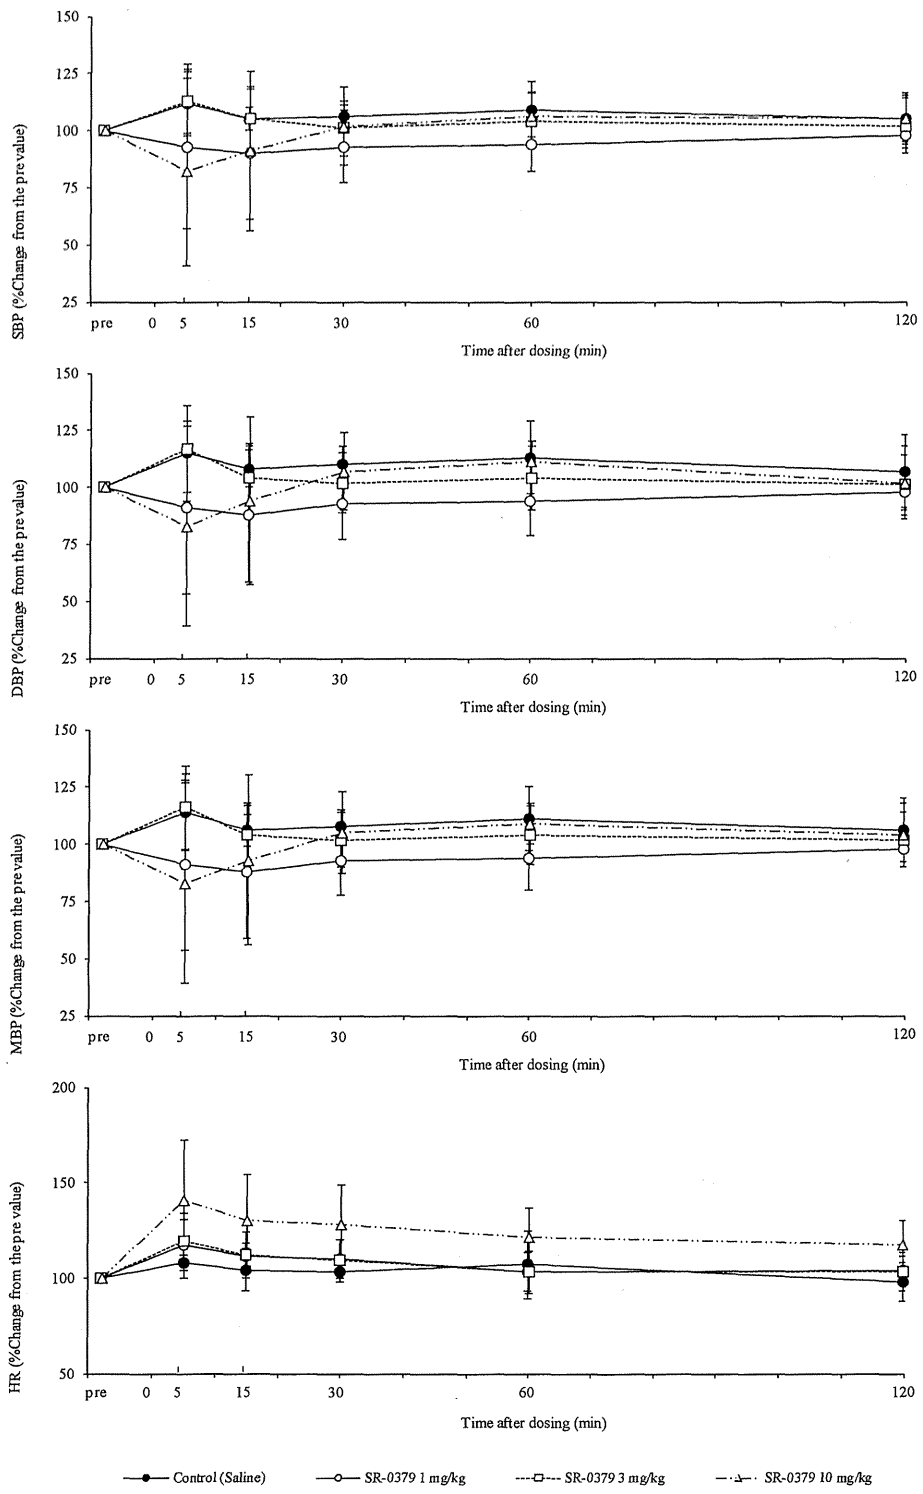 150
125
100
75
50
25
SBP (%Change from the pre value)
pre 0 5 15 30 60 120
Time after dosing (min)
150
125
100
75
50
25
DBP (%Change from the pre value)
pre 0 5 15 30 60 120
Time after dosing (min)
150
125
100
75
50
25
MBP (%Change from the pre value)
pre 0 5 15 30 60 120
Time after dosing (min)
200
150
100
50
HR (%Change from the pre value)
pre 0 5 15 30 60 120
Time after dosing (min)
Control (Saline) SR-0379 1 mg/kg SR-0379 3 mg/kg SR-0379 10 mg/kg